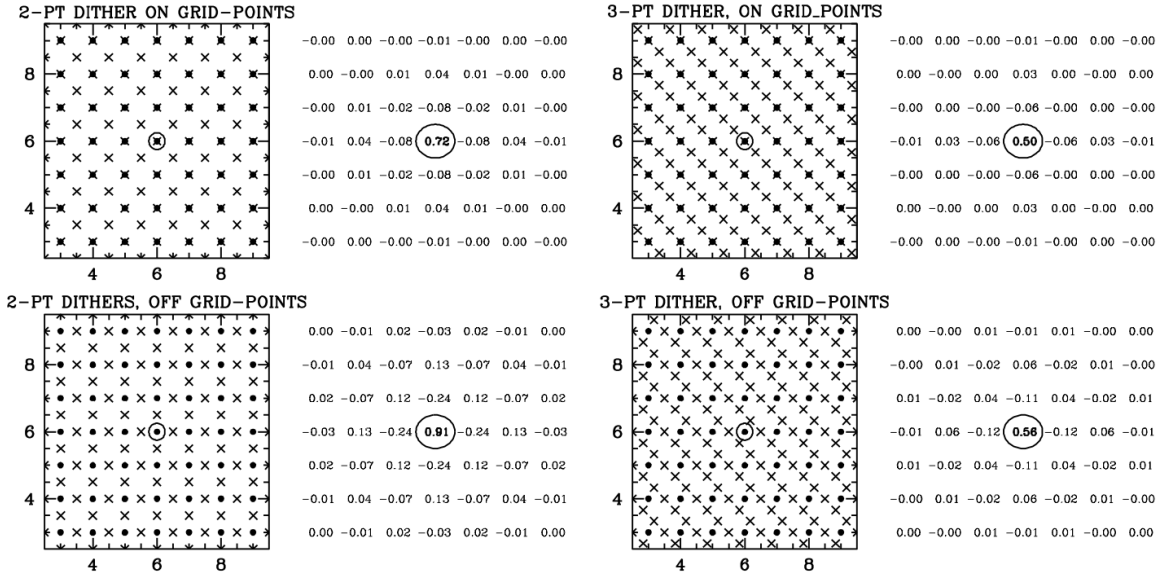 2-PT DITHER ON GRID-POINTS
−0.00 0.00 −0.00 −0.01 −0.00 0.00 −0.00
8 0.00 −0.00 0.01 0.04 0.01 −0.00 0.00
−0.00 0.01 −0.02 −0.08 −0.02 0.01 −0.00
6 −0.01 0.04 −0.08 0.72 −0.08 0.04 −0.01
−0.00 0.01 −0.02 −0.08 −0.02 0.01 −0.00
4 0.00 −0.00 0.01 0.04 0.01 −0.00 0.00
−0.00 0.00 −0.00 −0.01 −0.00 0.00 −0.00
4 6 8
3-PT DITHER, ON GRID_POINTS
−0.00 0.00 −0.00 −0.01 −0.00 0.00 −0.00
8 0.00 −0.00 0.00 0.03 0.00 −0.00 0.00
−0.00 0.00 −0.00 −0.06 −0.00 0.00 −0.00
6 −0.01 0.03 −0.06 0.50 −0.06 0.03 −0.01
−0.00 0.00 −0.00 −0.06 −0.00 0.00 −0.00
4 0.00 −0.00 0.00 0.03 0.00 −0.00 0.00
−0.00 0.00 −0.00 −0.01 −0.00 0.00 −0.00
4 6 8
2-PT DITHERS, OFF GRID-POINTS
0.00 −0.01 0.02 −0.03 0.02 −0.01 0.00
8 −0.01 0.04 −0.07 0.13 −0.07 0.04 −0.01
0.02 −0.07 0.12 −0.24 0.12 −0.07 0.02
6 −0.03 0.13 −0.24 0.91 −0.24 0.13 −0.03
0.02 −0.07 0.12 −0.24 0.12 −0.07 0.02
4 −0.01 0.04 −0.07 0.13 −0.07 0.04 −0.01
0.00 −0.01 0.02 −0.03 0.02 −0.01 0.00
4 6 8
3-PT DITHER, OFF GRID-POINTS
0.00 −0.00 0.01 −0.01 0.01 −0.00 0.00
8 −0.00 0.01 −0.02 0.06 −0.02 0.01 −0.00
0.01 −0.02 0.04 −0.11 0.04 −0.02 0.01
6 −0.01 0.06 −0.12 0.56 −0.12 0.06 −0.01
0.01 −0.02 0.04 −0.11 0.04 −0.02 0.01
4 −0.00 0.01 −0.02 0.06 −0.02 0.01 −0.00
0.00 −0.00 0.01 −0.01 0.01 −0.00 0.00
4 6 8